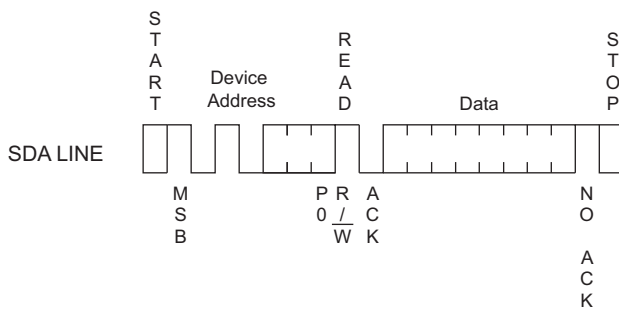 START
Device
Address
READ
Data
STOP
SDA LINE
MSB
P0
R/W
ACK
NO ACK